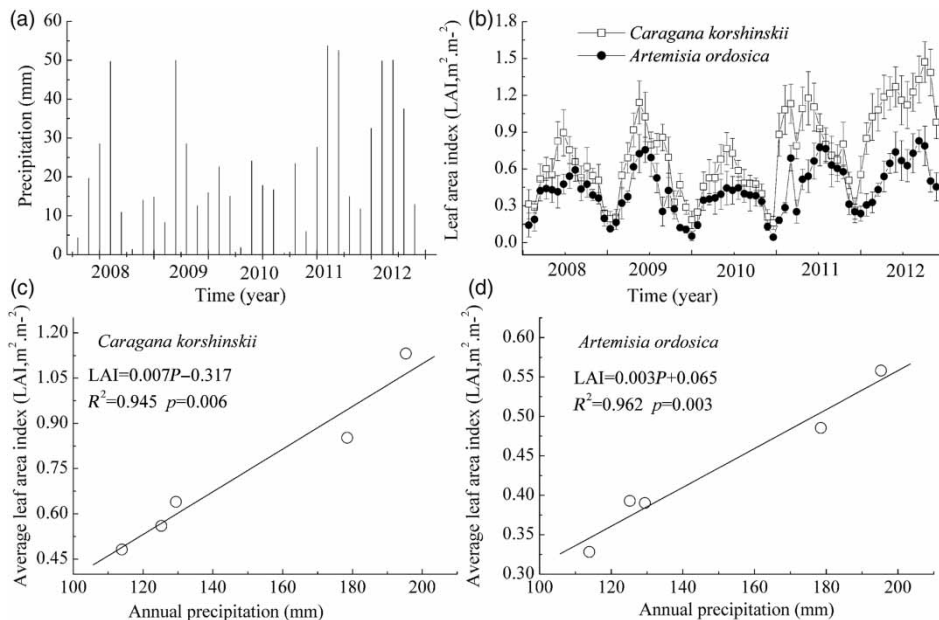 (a)
60
50
40
30
20
10
0
Precipitation (mm)
2008 2009 2010 2011 2012
Time (year)
(b)
1.8
1.5
1.2
0.9
0.6
0.3
0.0
Leaf area index (LAI,m².m-²)
Caragana korshinskii
Artemisia ordosica
2008 2009 2010 2011 2012
Time (year)
(c)
1.20
1.05
0.90
0.75
0.60
0.45
Average leaf area index (LAI,m².m-²)
Caragana korshinskii
LAI=0.007P−0.317
R²=0.945 p=0.006
100 120 140 160 180 200
Annual precipitation (mm)
(d)
0.60
0.55
0.50
0.45
0.40
0.35
0.30
Average leaf area index (LAI,m².m-²)
Artemisia ordosica
LAI=0.003P+0.065
R²=0.962 p=0.003
100 120 140 160 180 200
Annual precipitation (mm)